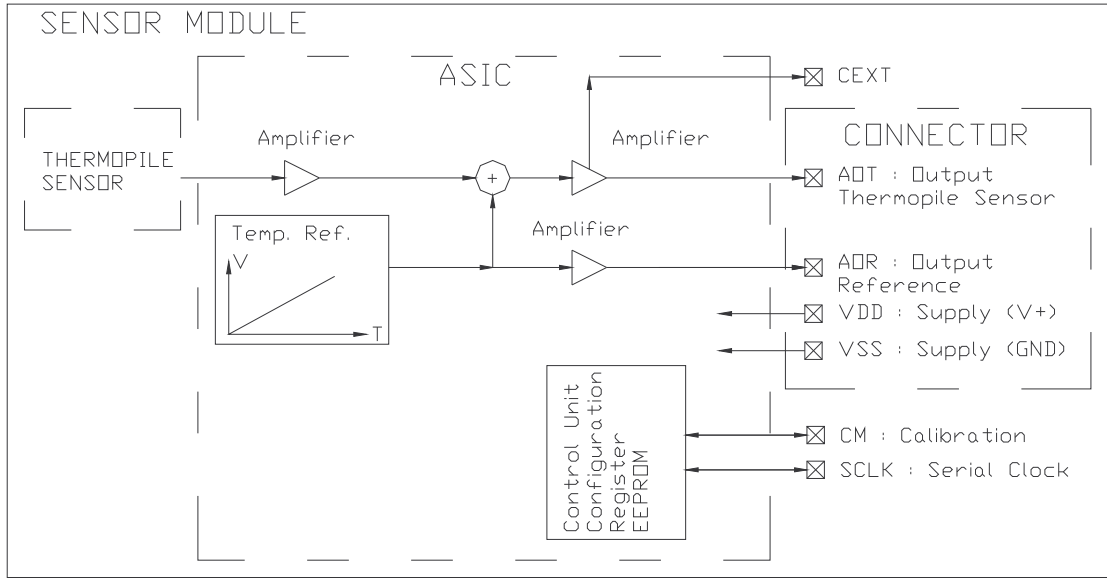 SENSOR MODULE
ASIC
CEXT
CONNECTOR
Amplifier
Amplifier
THERMOPILE
SENSOR
+
AOT : Output
Thermopile Sensor
Temp. Ref.
V
T
Amplifier
AOR : Output
Reference
VDD : Supply (V+)
VSS : Supply (GND)
Control Unit
Configuration
Register
EEPROM
CM : Calibration
SCLK : Serial Clock